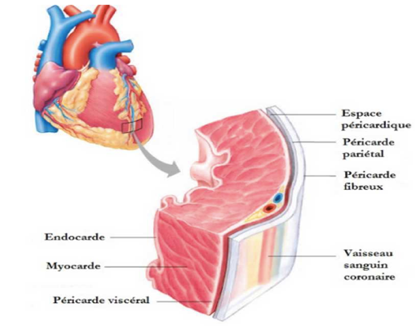 Espace
péricardique
Péricarde
pariétal
Péricarde
fibreux
Endocarde
Myocarde
Vaisseau
sanguin
coronaire
Péricarde viscéral